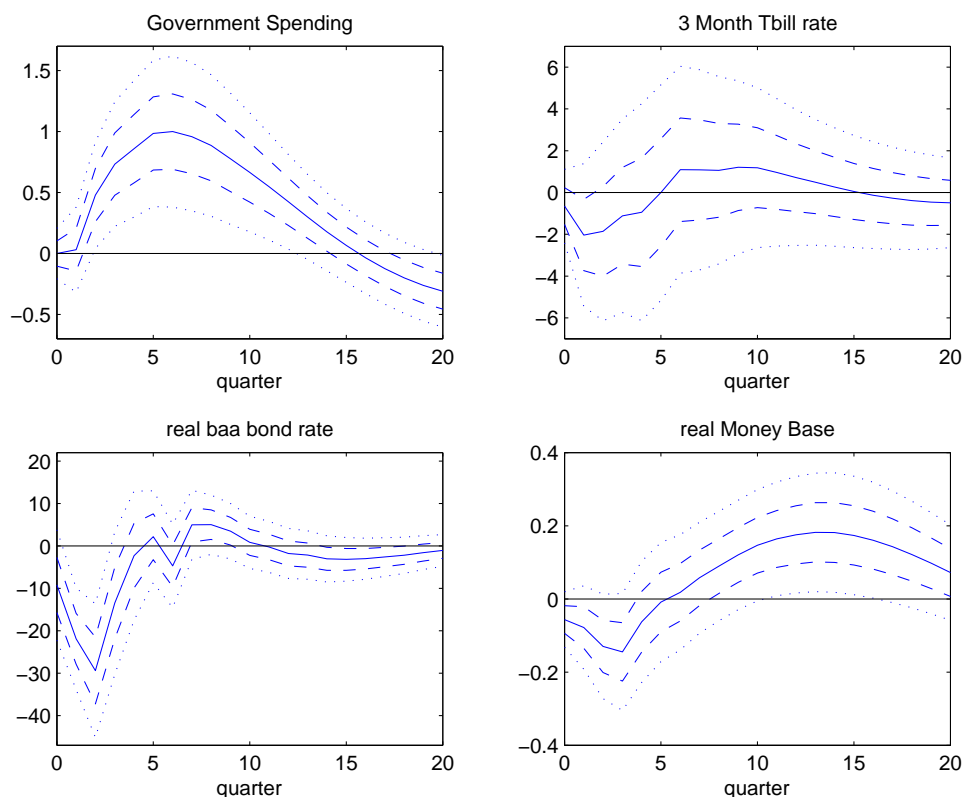 Government Spending
1.5
1
0.5
0
−0.5
0 5 10 15 20
quarter
3 Month Tbill rate
6
4
2
0
−2
−4
−6
0 5 10 15 20
quarter
real baa bond rate
20
10
0
−10
−20
−30
−40
0 5 10 15 20
quarter
real Money Base
0.4
0.2
0
−0.2
−0.4
0 5 10 15 20
quarter